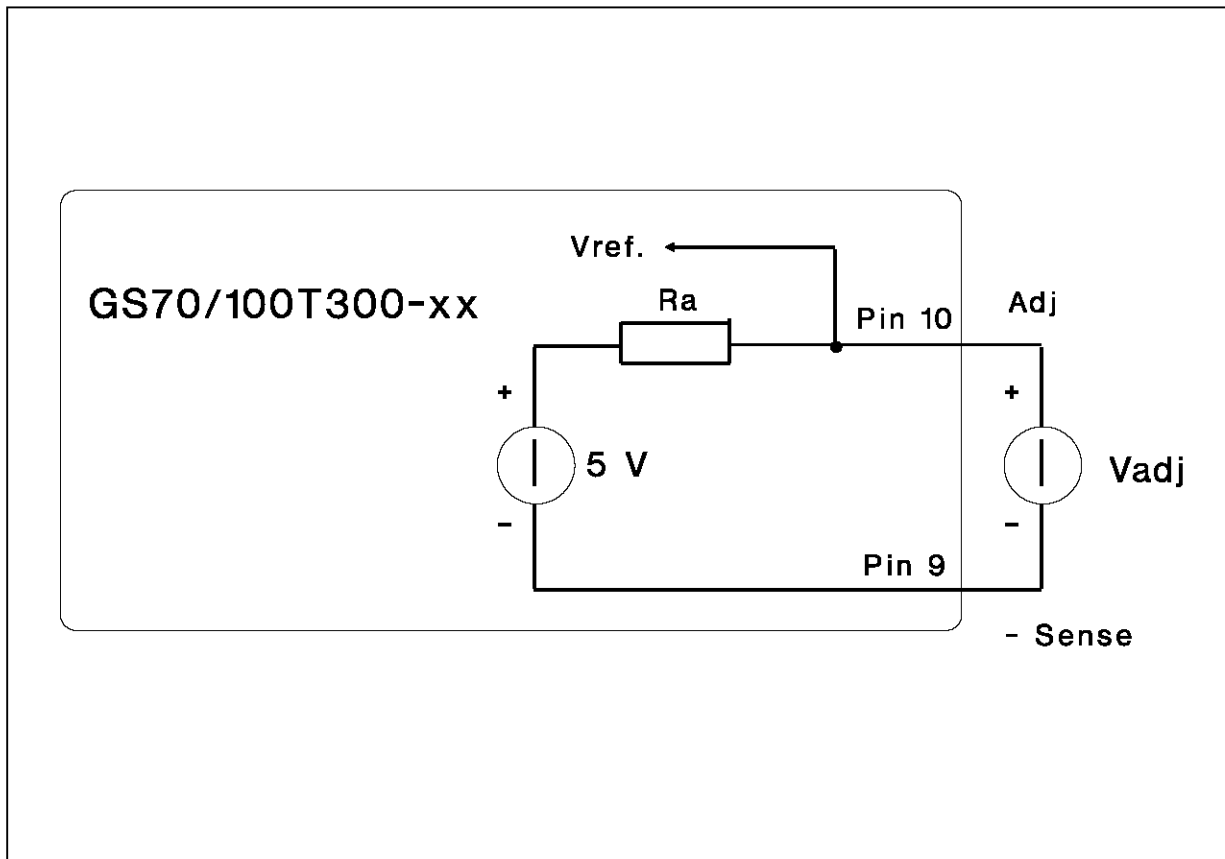 Vref.
GS70/100T300-xx
Ra
Pin 10
Adj
+
+
5 V
Vadj
-
-
Pin 9
- Sense